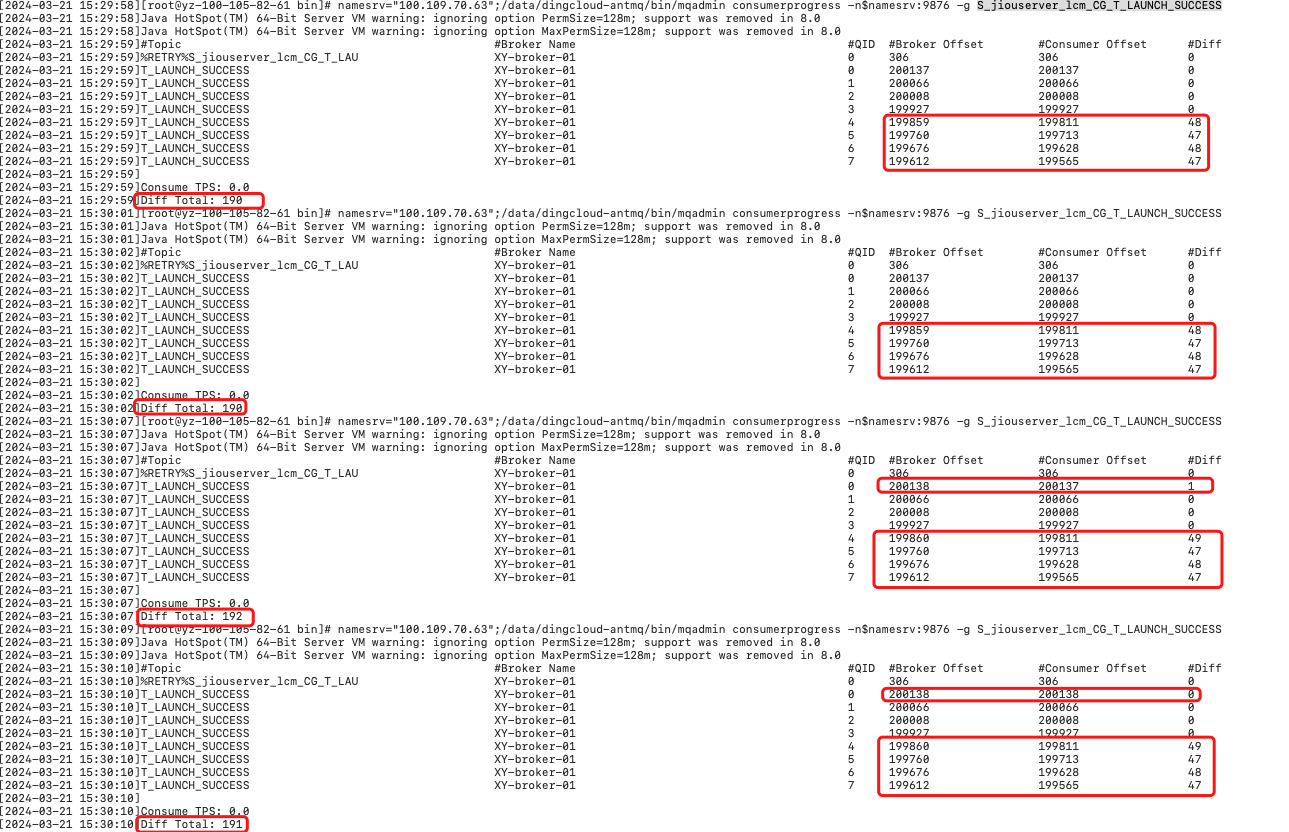 [2024-03-21 15:29:58][root@yz-100-105-82-61 bin]# namesrv="100.109.70.63";/data/dingcloud-antmq/bin/mqadmin consumerprogress -n$namesrv:9876 -g S_jiouserver_lcm_CG_T_LAUNCH_SUCCESS
[2024-03-21 15:29:58]Java HotSpot(TM) 64-Bit Server VM warning: ignoring option PermSize=128m; support was removed in 8.0
[2024-03-21 15:29:58]Java HotSpot(TM) 64-Bit Server VM warning: ignoring option MaxPermSize=128m; support was removed in 8.0
[2024-03-21 15:29:59]#Topic #Broker Name #QID #Broker Offset #Consumer Offset #Diff
[2024-03-21 15:29:59]%RETRY%S_jiouserver_lcm_CG_T_LAU XY-broker-01 0 306 306 0
[2024-03-21 15:29:59]T_LAUNCH_SUCCESS XY-broker-01 0 200137 200137 0
[2024-03-21 15:29:59]T_LAUNCH_SUCCESS XY-broker-01 1 200066 200066 0
[2024-03-21 15:29:59]T_LAUNCH_SUCCESS XY-broker-01 2 200008 200008 0
[2024-03-21 15:29:59]T_LAUNCH_SUCCESS XY-broker-01 3 199927 199927 0
[2024-03-21 15:29:59]T_LAUNCH_SUCCESS XY-broker-01 4 199859 199811 48
[2024-03-21 15:29:59]T_LAUNCH_SUCCESS XY-broker-01 5 199760 199713 47
[2024-03-21 15:29:59]T_LAUNCH_SUCCESS XY-broker-01 6 199676 199628 48
[2024-03-21 15:29:59]T_LAUNCH_SUCCESS XY-broker-01 7 199612 199565 47
[2024-03-21 15:29:59]
[2024-03-21 15:29:59]Consume TPS: 0.0
[2024-03-21 15:29:59]Diff Total: 190
[2024-03-21 15:30:01][root@yz-100-105-82-61 bin]# namesrv="100.109.70.63";/data/dingcloud-antmq/bin/mqadmin consumerprogress -n$namesrv:9876 -g S_jiouserver_lcm_CG_T_LAUNCH_SUCCESS
[2024-03-21 15:30:01]Java HotSpot(TM) 64-Bit Server VM warning: ignoring option PermSize=128m; support was removed in 8.0
[2024-03-21 15:30:01]Java HotSpot(TM) 64-Bit Server VM warning: ignoring option MaxPermSize=128m; support was removed in 8.0
[2024-03-21 15:30:02]#Topic #Broker Name #QID #Broker Offset #Consumer Offset #Diff
[2024-03-21 15:30:02]%RETRY%S_jiouserver_lcm_CG_T_LAU XY-broker-01 0 306 306 0
[2024-03-21 15:30:02]T_LAUNCH_SUCCESS XY-broker-01 0 200137 200137 0
[2024-03-21 15:30:02]T_LAUNCH_SUCCESS XY-broker-01 1 200066 200066 0
[2024-03-21 15:30:02]T_LAUNCH_SUCCESS XY-broker-01 2 200008 200008 0
[2024-03-21 15:30:02]T_LAUNCH_SUCCESS XY-broker-01 3 199927 199927 0
[2024-03-21 15:30:02]T_LAUNCH_SUCCESS XY-broker-01 4 199859 199811 48
[2024-03-21 15:30:02]T_LAUNCH_SUCCESS XY-broker-01 5 199760 199713 47
[2024-03-21 15:30:02]T_LAUNCH_SUCCESS XY-broker-01 6 199676 199628 48
[2024-03-21 15:30:02]T_LAUNCH_SUCCESS XY-broker-01 7 199612 199565 47
[2024-03-21 15:30:02]
[2024-03-21 15:30:02]Consume TPS: 0.0
[2024-03-21 15:30:02]Diff Total: 190
[2024-03-21 15:30:07][root@yz-100-105-82-61 bin]# namesrv="100.109.70.63";/data/dingcloud-antmq/bin/mqadmin consumerprogress -n$namesrv:9876 -g S_jiouserver_lcm_CG_T_LAUNCH_SUCCESS
[2024-03-21 15:30:07]Java HotSpot(TM) 64-Bit Server VM warning: ignoring option PermSize=128m; support was removed in 8.0
[2024-03-21 15:30:07]Java HotSpot(TM) 64-Bit Server VM warning: ignoring option MaxPermSize=128m; support was removed in 8.0
[2024-03-21 15:30:07]#Topic #Broker Name #QID #Broker Offset #Consumer Offset #Diff
[2024-03-21 15:30:07]%RETRY%S_jiouserver_lcm_CG_T_LAU XY-broker-01 0 306 306 0
[2024-03-21 15:30:07]T_LAUNCH_SUCCESS XY-broker-01 0 200138 200137 1
[2024-03-21 15:30:07]T_LAUNCH_SUCCESS XY-broker-01 1 200066 200066 0
[2024-03-21 15:30:07]T_LAUNCH_SUCCESS XY-broker-01 2 200008 200008 0
[2024-03-21 15:30:07]T_LAUNCH_SUCCESS XY-broker-01 3 199927 199927 0
[2024-03-21 15:30:07]T_LAUNCH_SUCCESS XY-broker-01 4 199860 199811 49
[2024-03-21 15:30:07]T_LAUNCH_SUCCESS XY-broker-01 5 199760 199713 47
[2024-03-21 15:30:07]T_LAUNCH_SUCCESS XY-broker-01 6 199676 199628 48
[2024-03-21 15:30:07]T_LAUNCH_SUCCESS XY-broker-01 7 199612 199565 47
[2024-03-21 15:30:07]
[2024-03-21 15:30:07]Consume TPS: 0.0
[2024-03-21 15:30:07]Diff Total: 192
[2024-03-21 15:30:09][root@yz-100-105-82-61 bin]# namesrv="100.109.70.63";/data/dingcloud-antmq/bin/mqadmin consumerprogress -n$namesrv:9876 -g S_jiouserver_lcm_CG_T_LAUNCH_SUCCESS
[2024-03-21 15:30:09]Java HotSpot(TM) 64-Bit Server VM warning: ignoring option PermSize=128m; support was removed in 8.0
[2024-03-21 15:30:09]Java HotSpot(TM) 64-Bit Server VM warning: ignoring option MaxPermSize=128m; support was removed in 8.0
[2024-03-21 15:30:10]#Topic #Broker Name #QID #Broker Offset #Consumer Offset #Diff
[2024-03-21 15:30:10]%RETRY%S_jiouserver_lcm_CG_T_LAU XY-broker-01 0 306 306 0
[2024-03-21 15:30:10]T_LAUNCH_SUCCESS XY-broker-01 0 200138 200138 0
[2024-03-21 15:30:10]T_LAUNCH_SUCCESS XY-broker-01 1 200066 200066 0
[2024-03-21 15:30:10]T_LAUNCH_SUCCESS XY-broker-01 2 200008 200008 0
[2024-03-21 15:30:10]T_LAUNCH_SUCCESS XY-broker-01 3 199927 199927 0
[2024-03-21 15:30:10]T_LAUNCH_SUCCESS XY-broker-01 4 199860 199811 49
[2024-03-21 15:30:10]T_LAUNCH_SUCCESS XY-broker-01 5 199760 199713 47
[2024-03-21 15:30:10]T_LAUNCH_SUCCESS XY-broker-01 6 199676 199628 48
[2024-03-21 15:30:10]T_LAUNCH_SUCCESS XY-broker-01 7 199612 199565 47
[2024-03-21 15:30:10]
[2024-03-21 15:30:10]Consume TPS: 0.0
[2024-03-21 15:30:10]Diff Total: 191